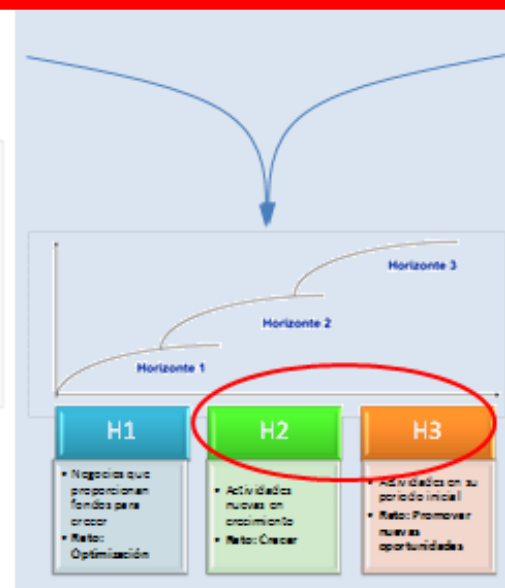 Horizonte 3
Horizonte 2
Horizonte 1
H1
H2
H3
• Negocios que
proporcionan
fondos para
crecer
• Reto:
Optimización
• Actividades
nuevas en
crecimiento
• Reto: Crecer
• Actividades en su
periodo inicial
• Reto: Promover
nuevas
oportunidades